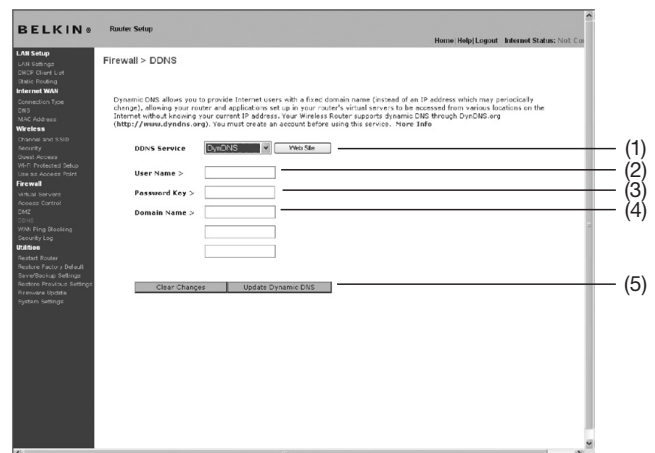 BELKIN®
Router Setup
Home|Help|Logout Internet Status: Not Co
LAN Setup
LAN Settings
DHCP Client List
Static Routing
Internet WAN
Connection Type
DNS
MAC Address
Wireless
Channel and SSID
Security
Guest Access
Wi-Fi Protected Setup
Use as Access Point
Firewall
Virtual Servers
Access Control
DMZ
DDNS
WAN Ping Blocking
Security Log
Utilities
Restart Router
Restore Factory Default
Save/Backup Settings
Restore Previous Settings
Firmware Update
System Settings
Firewall > DDNS
Dynamic DNS allows you to provide Internet users with a fixed domain name (instead of an IP address which may periodically
change), allowing your router and applications set up in your router's virtual servers to be accessed from various locations on the
Internet without knowing your current IP address. Your Wireless Router supports dynamic DNS through DynDNS.org
(http://www.dyndns.org). You must create an account before using this service. More Info
DDNS Service DynDNS Web Site (1)
User Name > (2)
Password Key > (3)
Domain Name > (4)
Clear Changes Update Dynamic DNS (5)